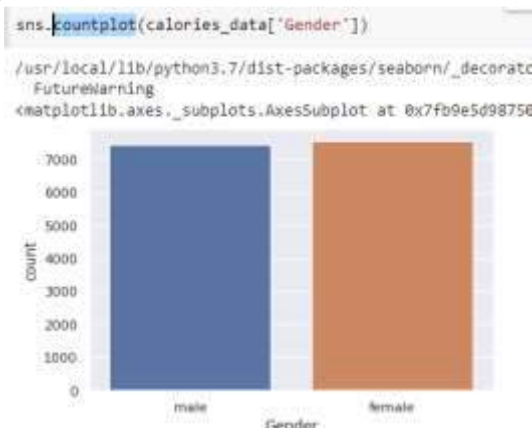 sns.countplot(calories_data['Gender'])
/usr/local/lib/python3.7/dist-packages/seaborn/_decorato
FutureWarning
<matplotlib.axes._subplots.AxesSubplot at 0x7fb9e5d98750
7000
6000
5000
4000
3000
2000
1000
0
count
male female
Gender